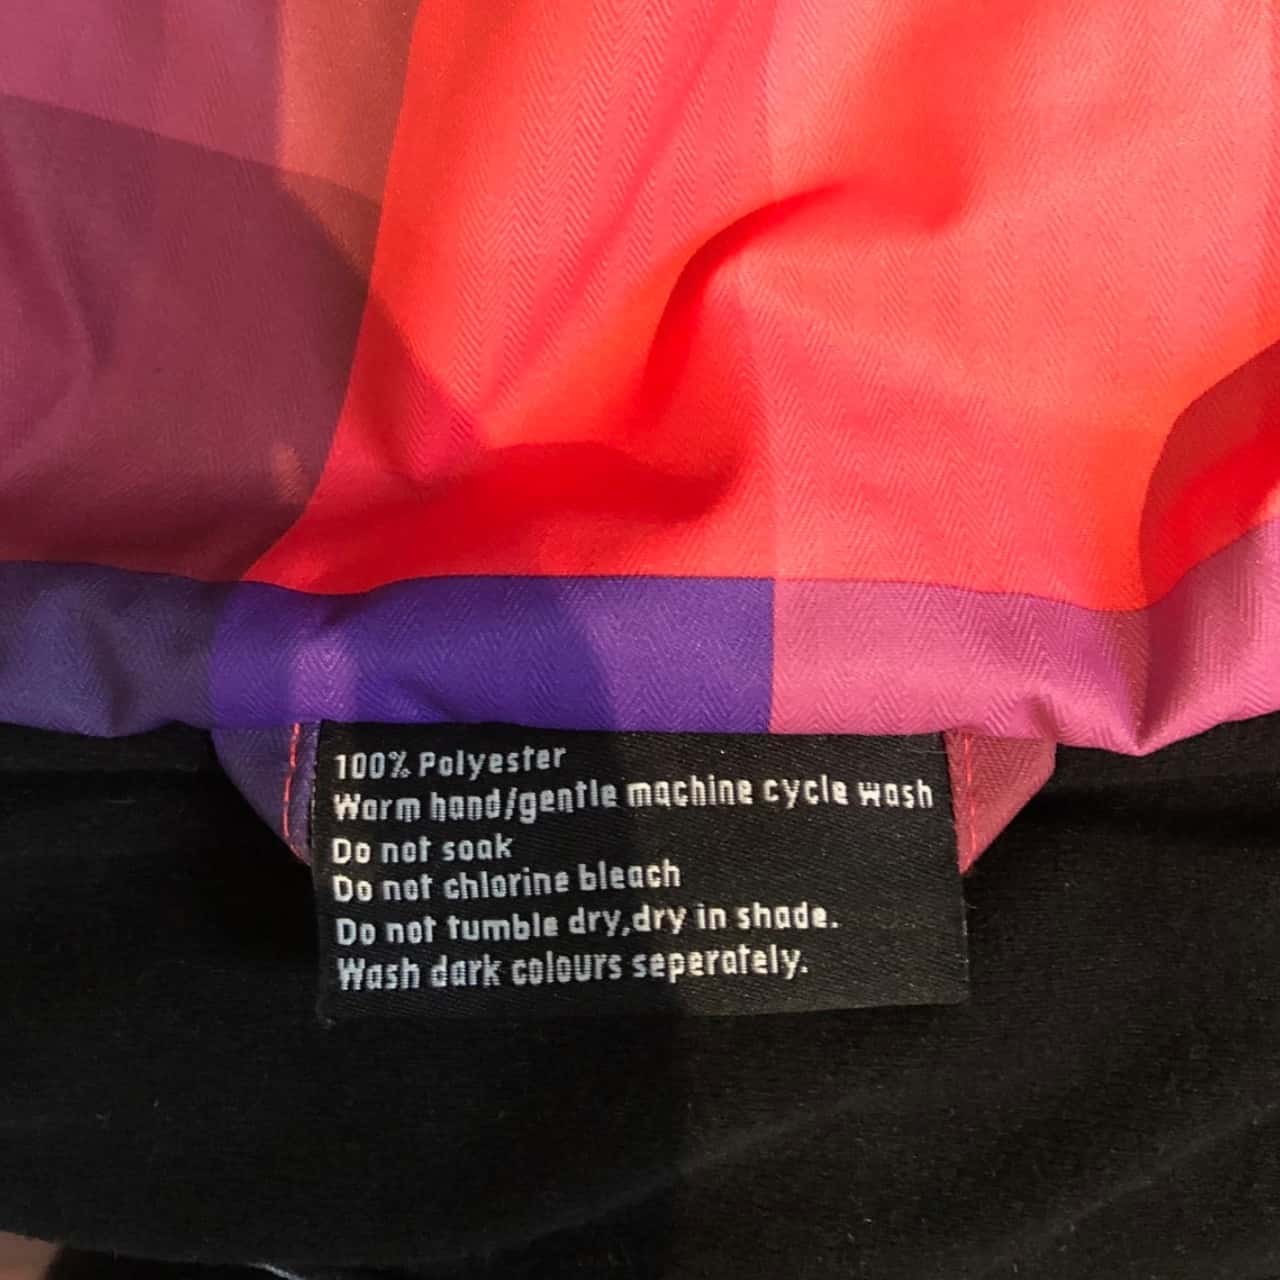 100% Polyester
Warm hand/gentle machine cycle wash
Do not soak
Do not chlorine bleach
Do not tumble dry,dry in shade.
Wash dark colours seperately.